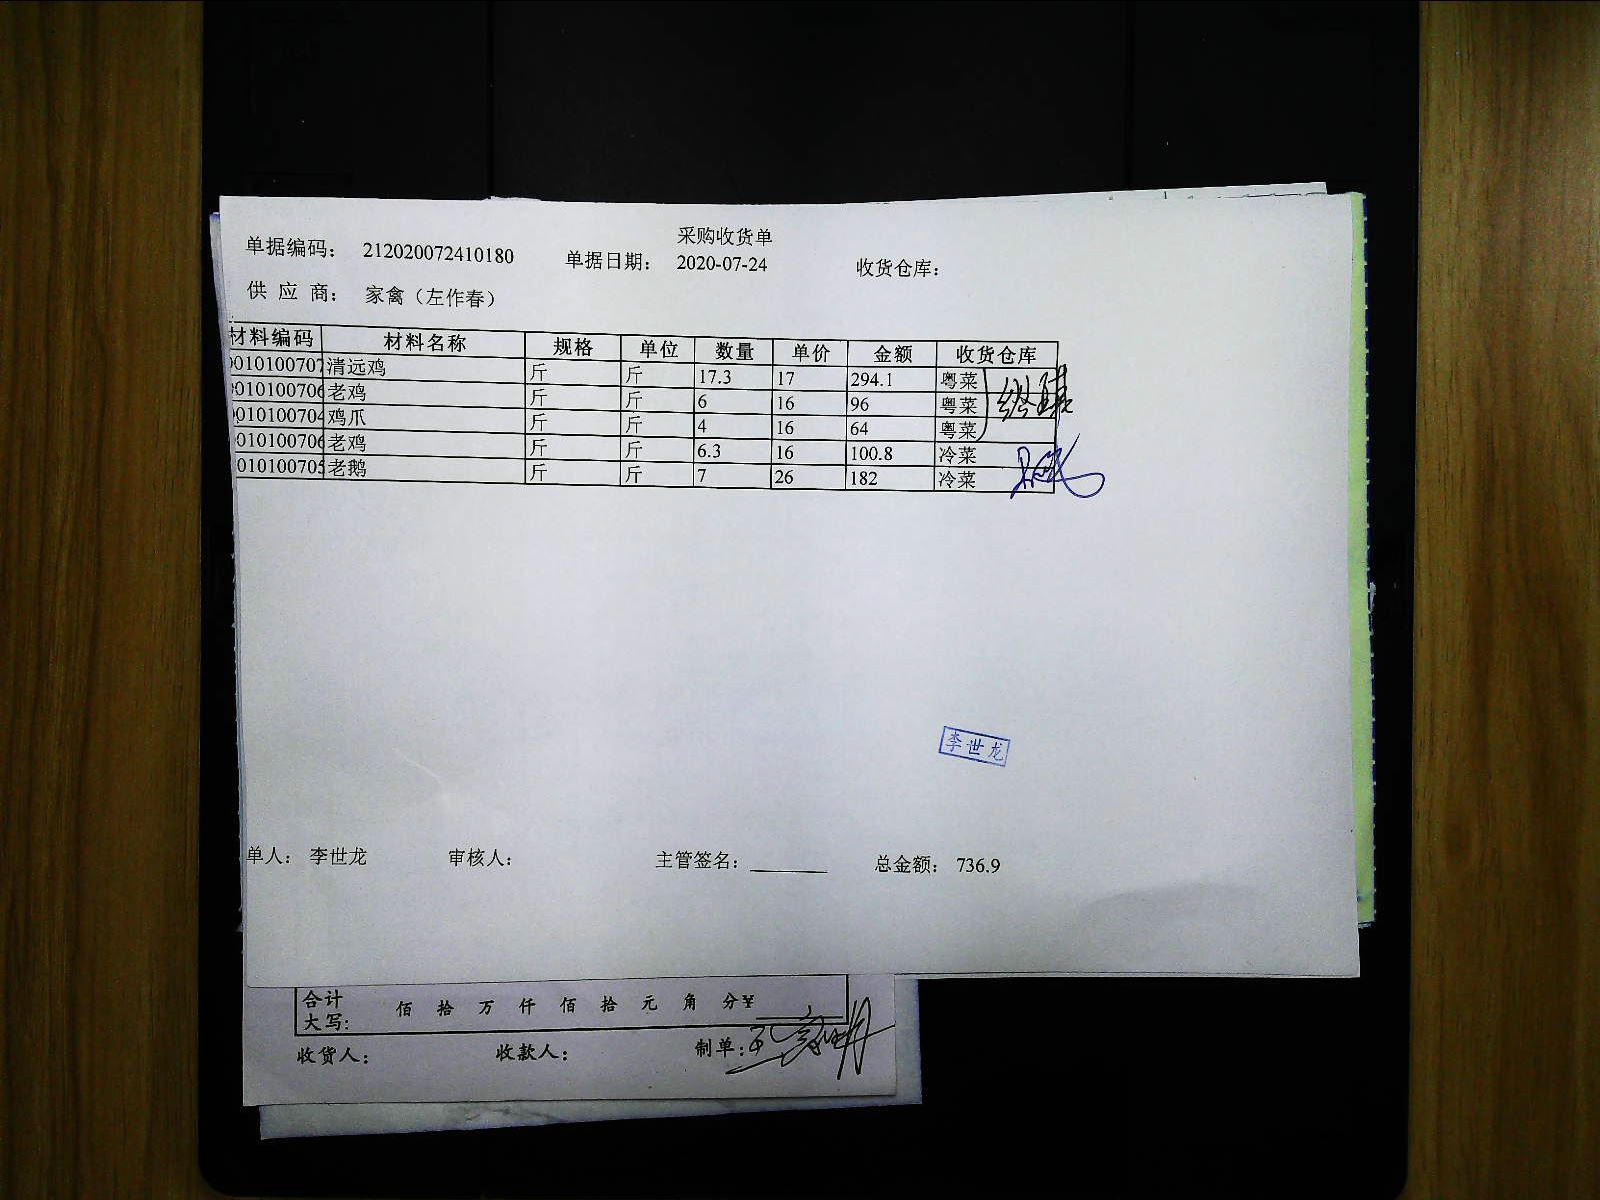 采购收货单
单据编码： 212020072410180 单据日期： 2020-07-24 收货仓库：
供 应 商： 家禽（左作春）
材料编码 材料名称 规格 单位 数量 单价 金额 收货仓库
0010100707 清远鸡 斤 斤 17.3 17 294.1 粤菜
0010100706 老鸡 斤 斤 6 16 96 粤菜
0010100704 鸡爪 斤 斤 4 16 64 粤菜
0010100706 老鸡 斤 斤 6.3 16 100.8 冷菜
010100705 老鹅 斤 斤 7 26 182 冷菜
李世龙
单人： 李世龙 审核人： 主管签名： 总金额： 736.9
合计
大写： 佰 拾 万 仟 佰 拾 元 角 分¥
收货人： 收款人： 制单：